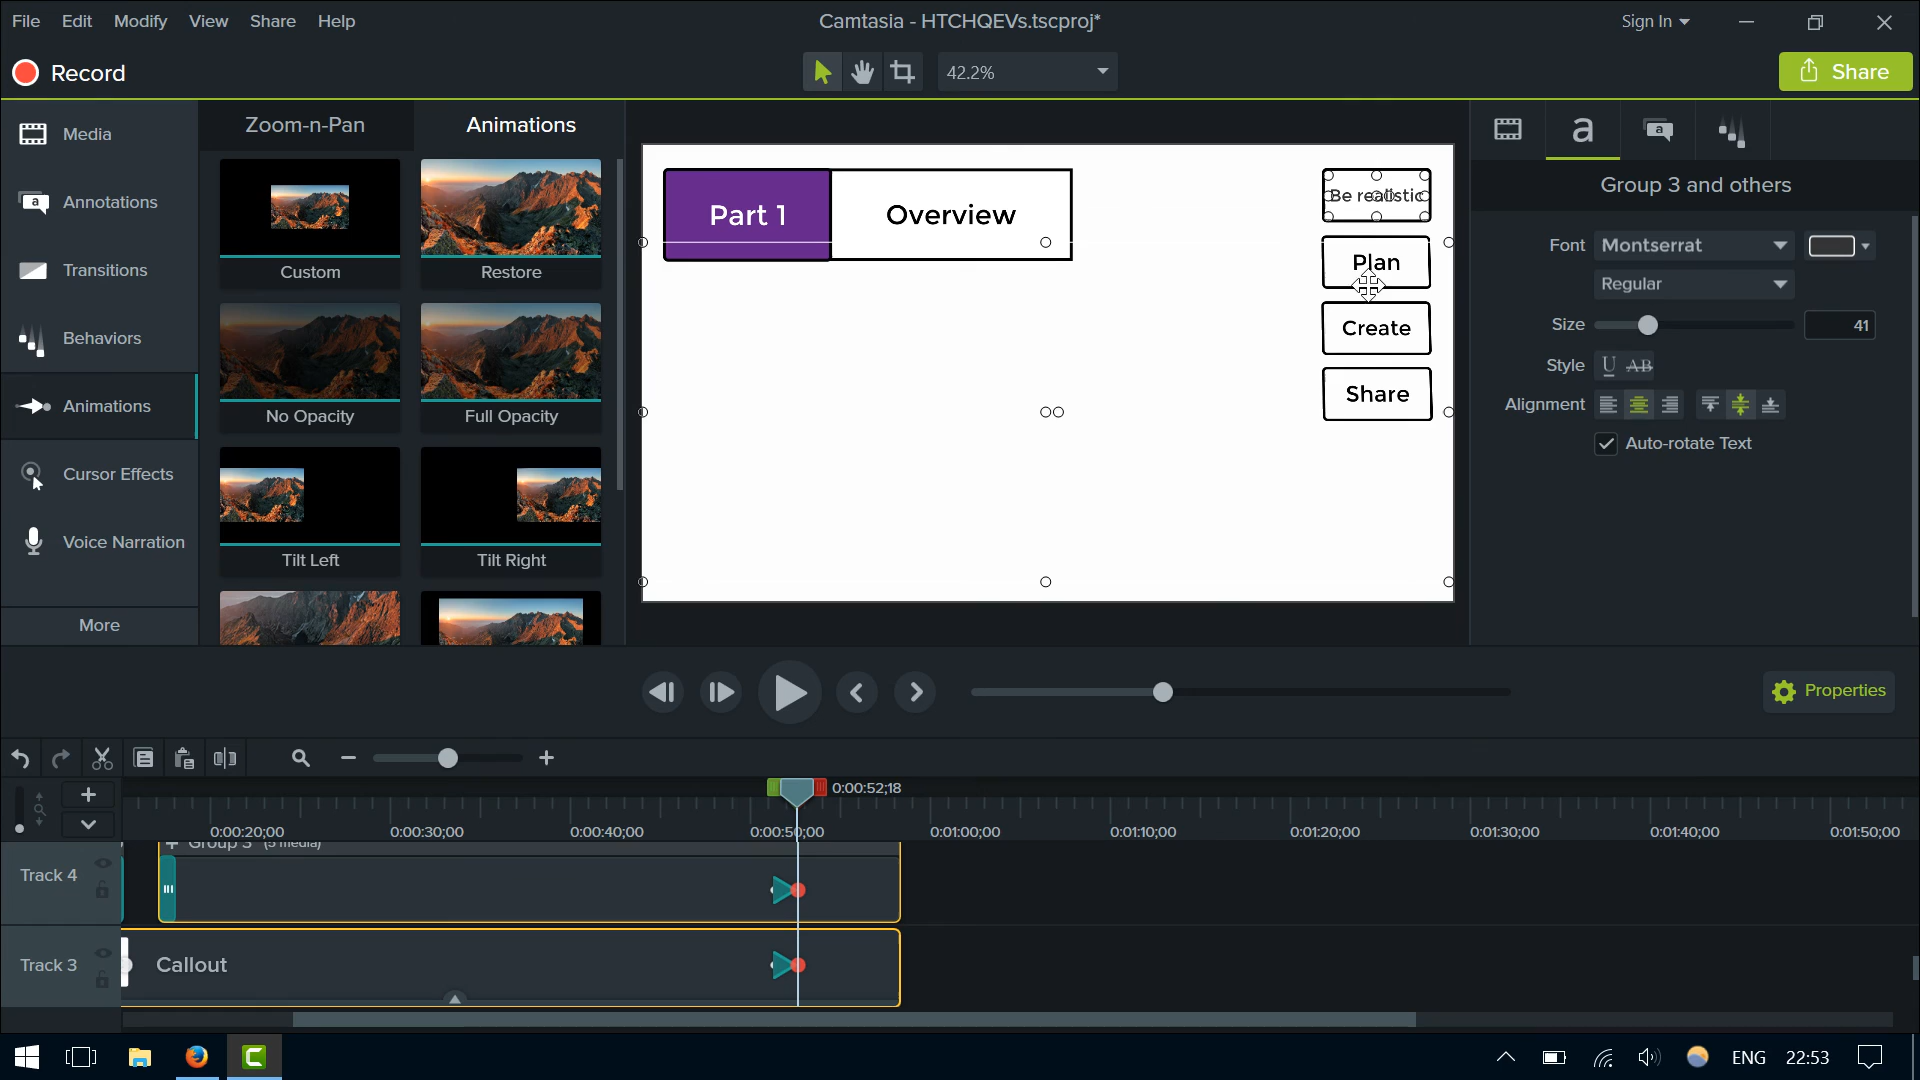 File Edit Modify View Share Help
Camtasia - HTCHQEVs.tscproj*
Sign In
Record
42.2%
Share
Media
Annotations
Transitions
Behaviors
Animations
Cursor Effects
Voice Narration
More
Zoom-n-Pan
Animations
Custom
Restore
No Opacity
Full Opacity
Tilt Left
Tilt Right
Part 1
Overview
Be realistic
Plan
Create
Share
a
a
Group 3 and others
Font
Montserrat
Regular
Size
41
Style
U AB
Alignment
Auto-rotate Text
Properties
0:00:52;18
0:00:20;00
0:00:30;00
0:00:40;00
0:00:50;00
0:01:00;00
0:01:10;00
0:01:20;00
0:01:30;00
0:01:40;00
0:01:50;00
Group 3 (5 media)
Track 4
Track 3
Callout
ENG
22:53